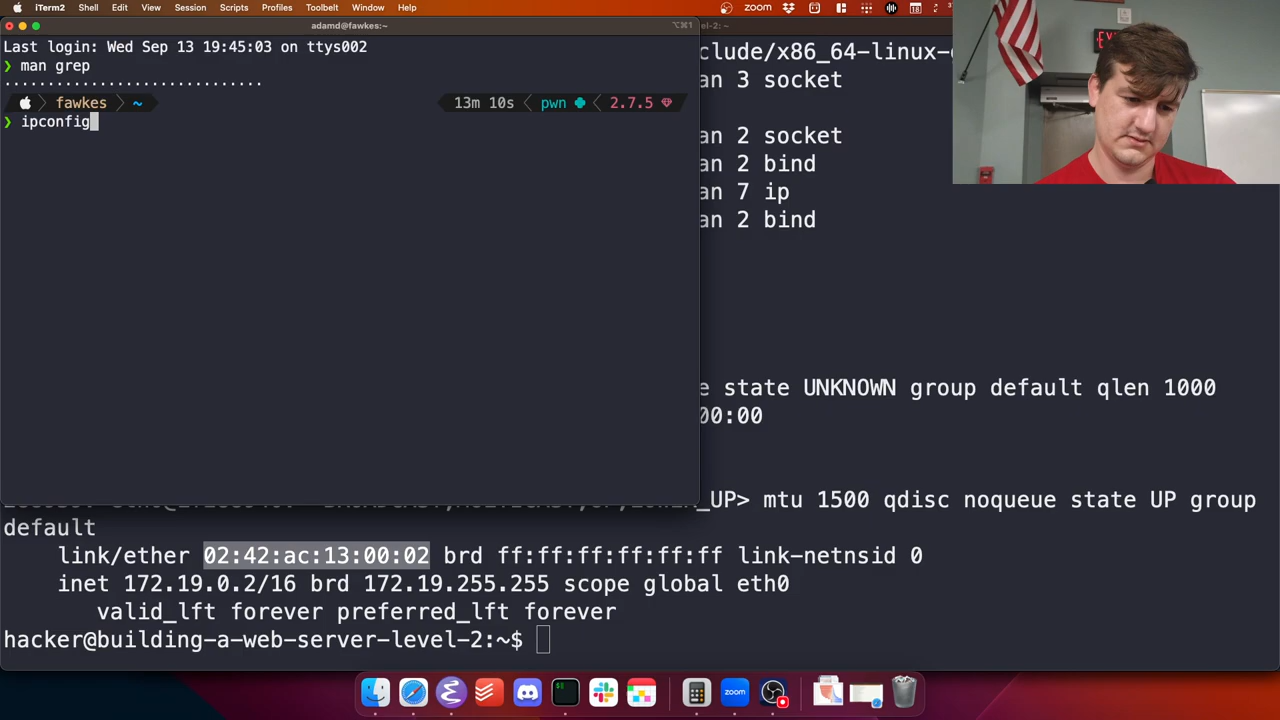 iTerm2 Shell Edit View Session Scripts Profiles Toolbelt Window Help zoom
adamd@fawkes:~ ⌥⌘1
Last login: Wed Sep 13 19:45:03 on ttys002
❯ man grep
..............................
fawkes ~ 13m 10s pwn 2.7.5
❯ ipconfig
el-2: ~
clude/x86_64-linux-
an 3 socket
an 2 socket
an 2 bind
an 7 ip
an 2 bind
e state UNKNOWN group default qlen 1000
00:00
_UP> mtu 1500 qdisc noqueue state UP group
default
link/ether 02:42:ac:13:00:02 brd ff:ff:ff:ff:ff:ff link-netnsid 0
inet 172.19.0.2/16 brd 172.19.255.255 scope global eth0
valid_lft forever preferred_lft forever
hacker@building-a-web-server-level-2:~$
zoom